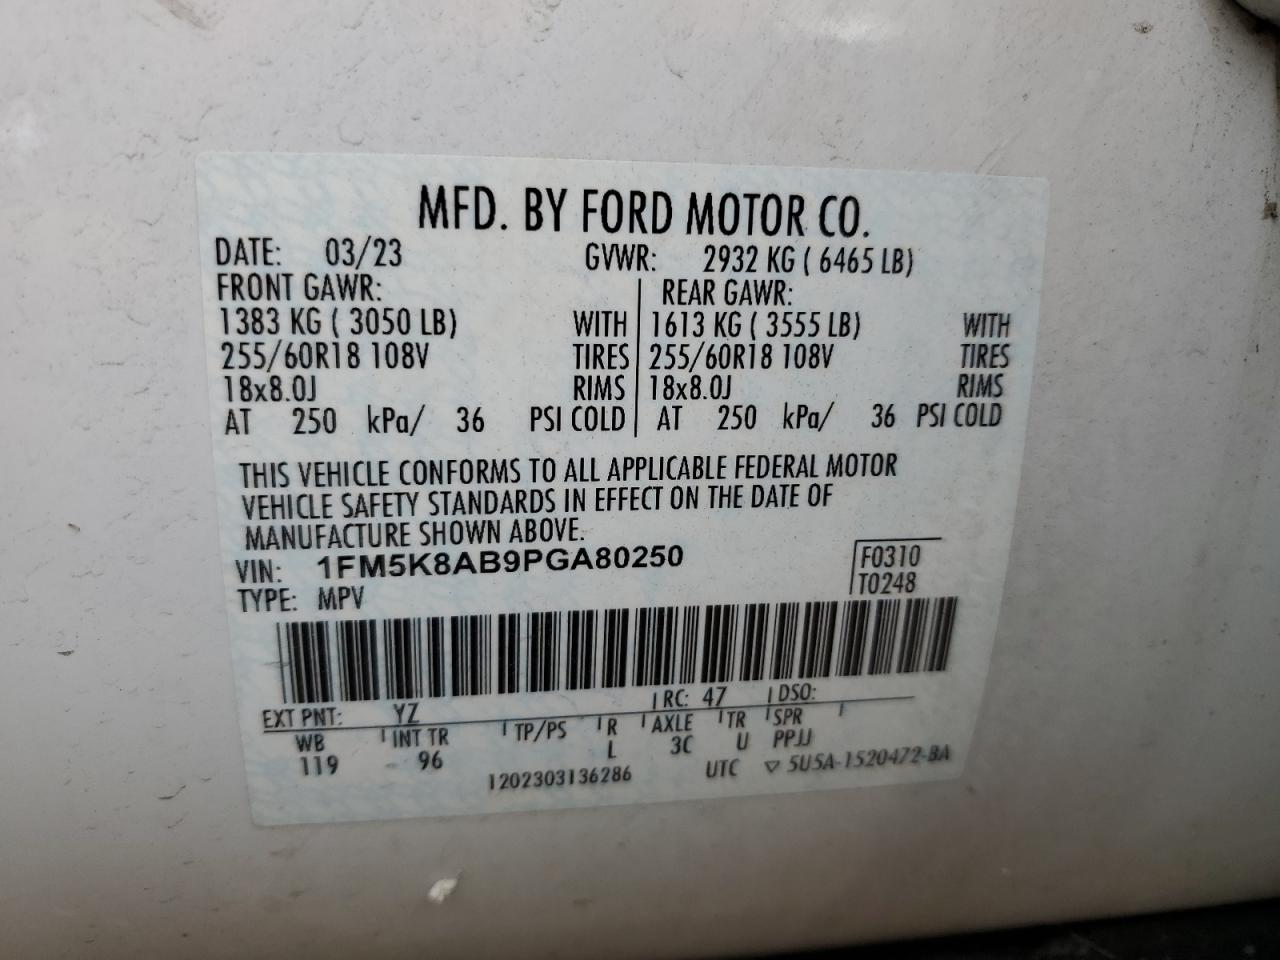 MFD. BY FORD MOTOR CO.
DATE: 03/23 GVWR: 2932 KG ( 6465 LB)
FRONT GAWR: REAR GAWR:
1383 KG ( 3050 LB) WITH 1613 KG ( 3555 LB) WITH
255/60R18 108V TIRES 255/60R18 108V TIRES
18x8.0J RIMS 18x8.0J RIMS
AT 250 kPa/ 36 PSI COLD AT 250 kPa/ 36 PSI COLD
THIS VEHICLE CONFORMS TO ALL APPLICABLE FEDERAL MOTOR
VEHICLE SAFETY STANDARDS IN EFFECT ON THE DATE OF
MANUFACTURE SHOWN ABOVE.
VIN: 1FM5K8AB9PGA80250 F0310
TYPE: MPV T0248
EXT PNT: YZ RC: 47 DSO:
WB INT TR TP/PS R AXLE TR SPR
119 96 L 3C U PPJJ
1202303136286 UTC ▽ 5U5A-1520472-BA